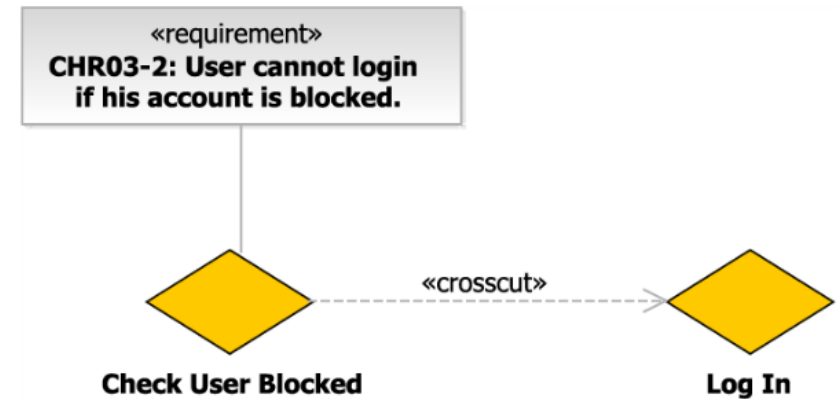 «requirement»
CHR03-2: User cannot login
if his account is blocked.
«crosscut»
Check User Blocked
Log In